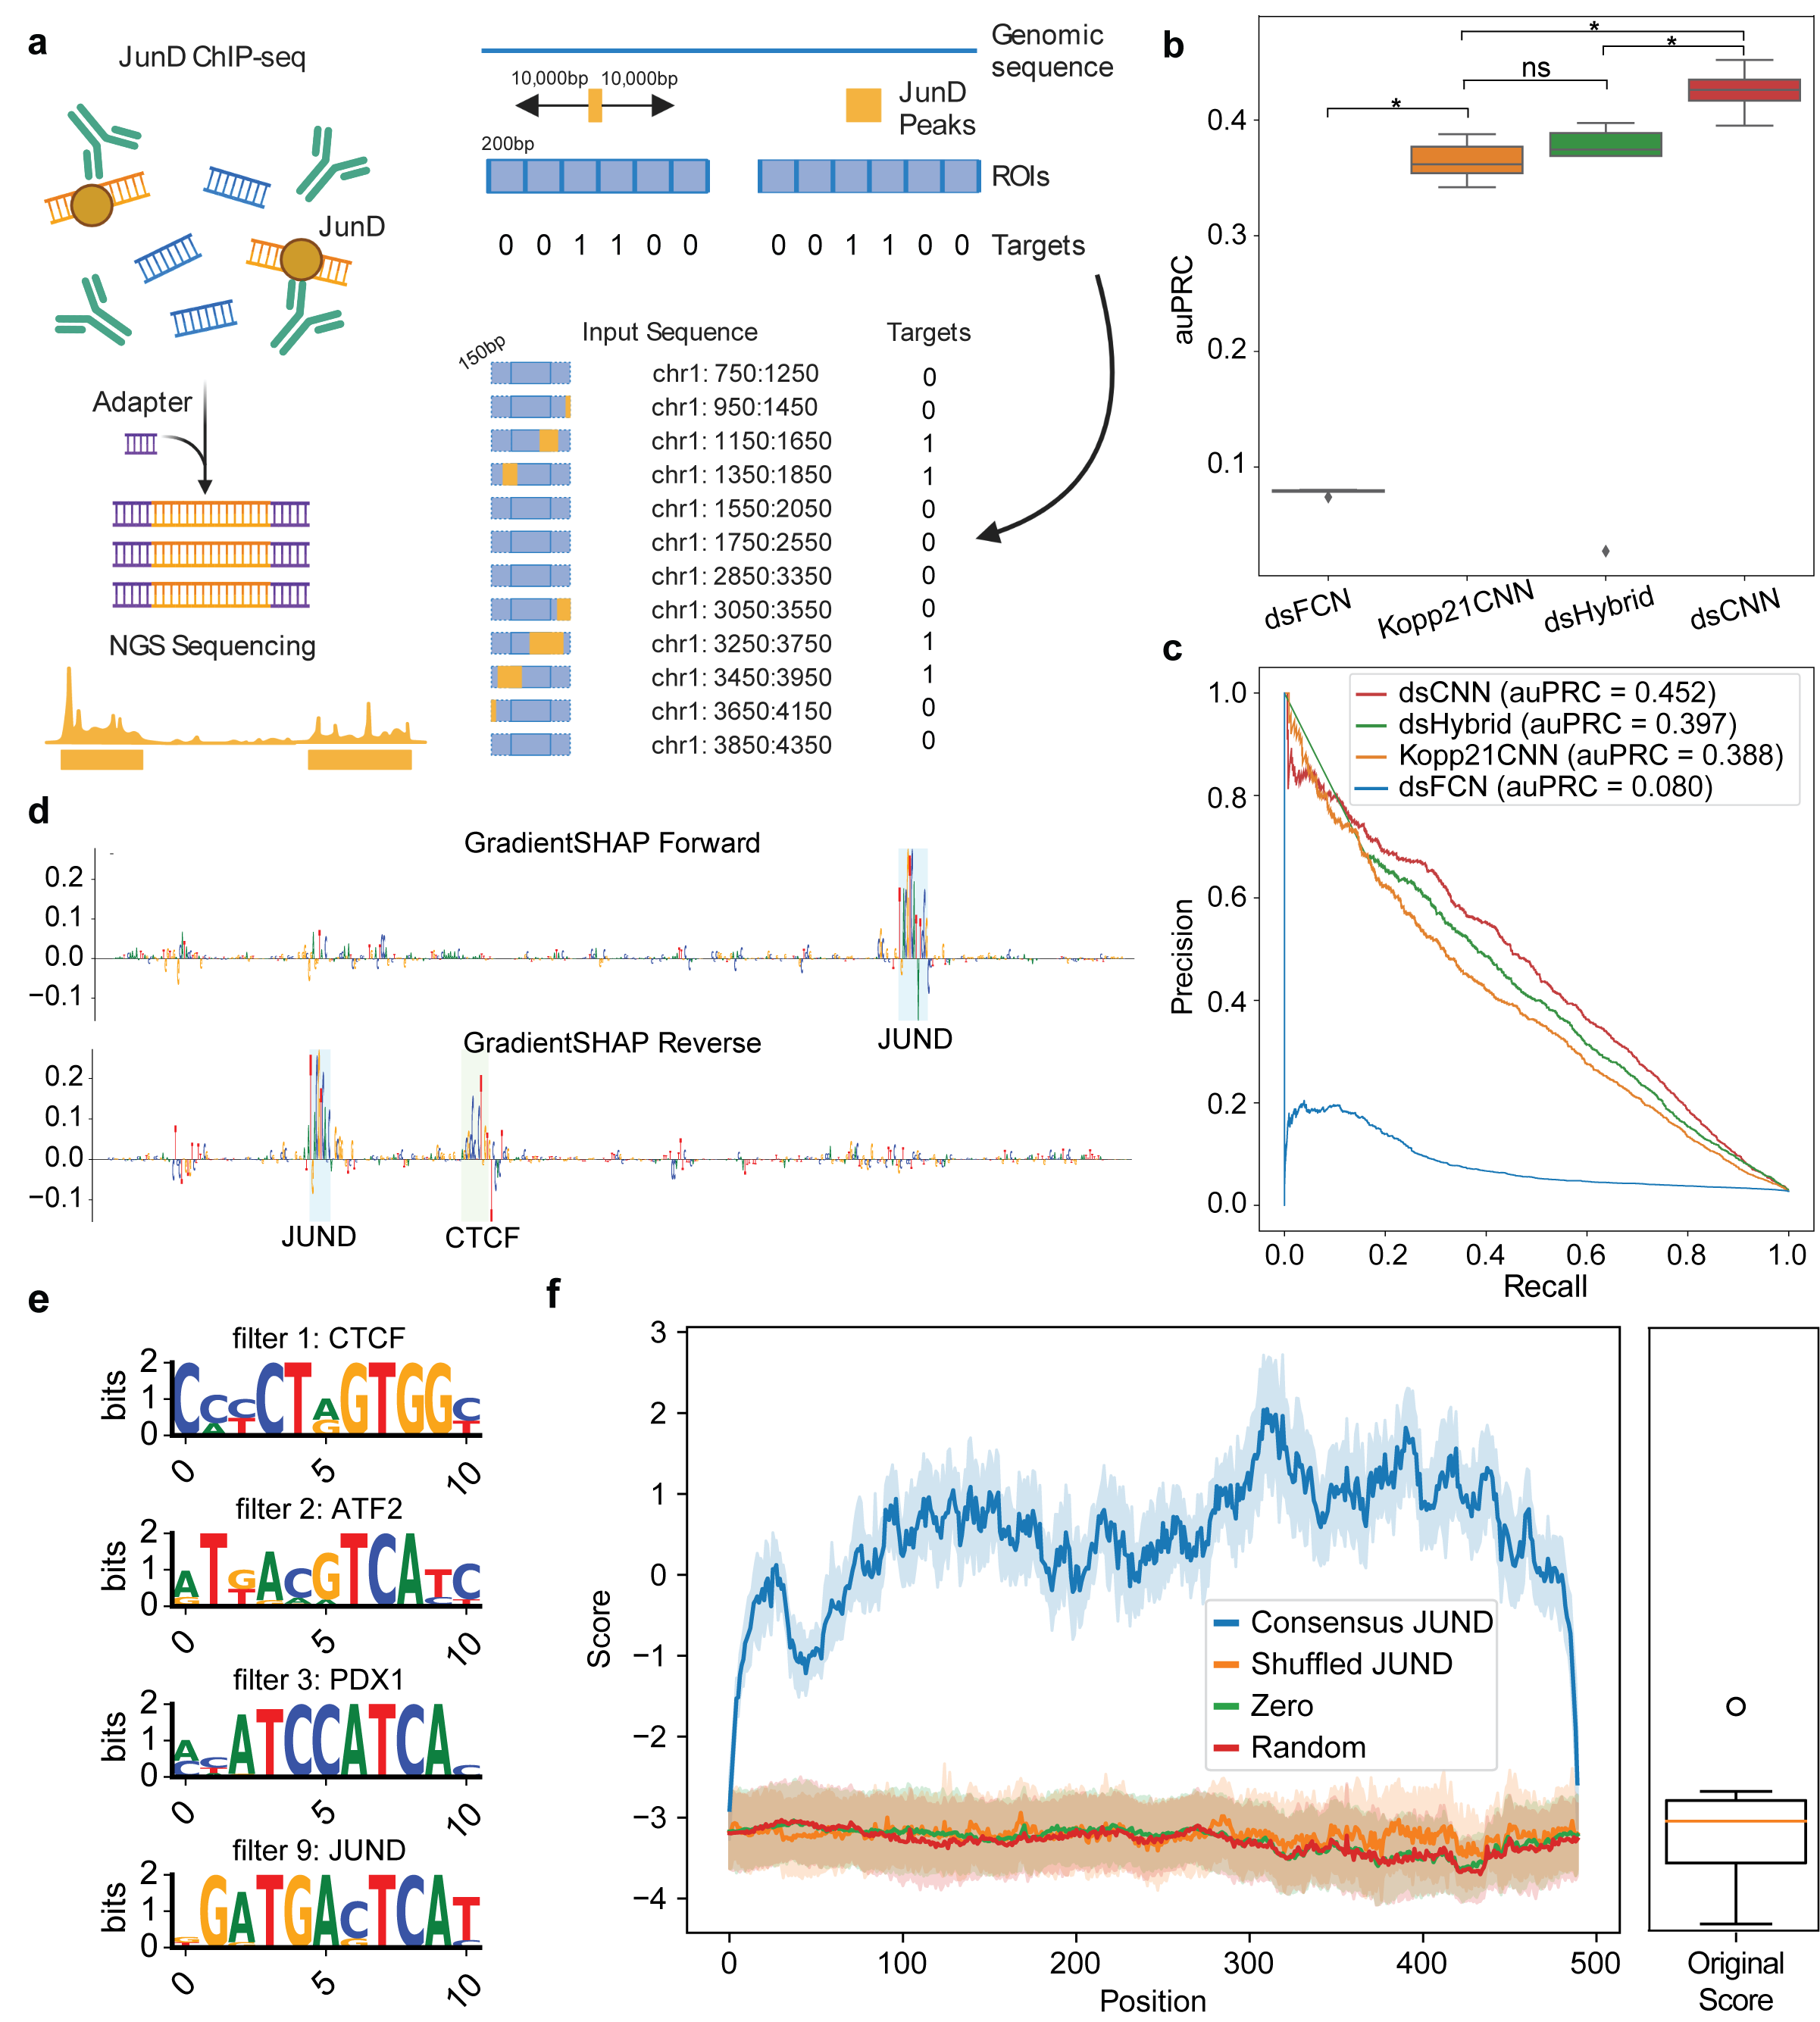 a
JunD ChIP-seq
JunD
Adapter
NGS Sequencing
Genomic
sequence
10,000bp 10,000bp
JunD
Peaks
200bp
ROIs
0 0 1 1 0 0 0 0 1 1 0 0 Targets
150bp
Input Sequence Targets
chr1: 750:1250 0
chr1: 950:1450 0
chr1: 1150:1650 1
chr1: 1350:1850 1
chr1: 1550:2050 0
chr1: 1750:2550 0
chr1: 2850:3350 0
chr1: 3050:3550 0
chr1: 3250:3750 1
chr1: 3450:3950 1
chr1: 3650:4150 0
chr1: 3850:4350 0
b
*
*
ns
*
0.4
0.3
0.2
0.1
auPRC
dsFCN Kopp21CNN dsHybrid dsCNN
c
dsCNN (auPRC = 0.452)
dsHybrid (auPRC = 0.397)
Kopp21CNN (auPRC = 0.388)
dsFCN (auPRC = 0.080)
1.0
0.8
0.6
0.4
0.2
0.0
Precision
0.0 0.2 0.4 0.6 0.8 1.0
Recall
d
GradientSHAP Forward
0.2
0.1
0.0
−0.1
JUND
GradientSHAP Reverse
0.2
0.1
0.0
−0.1
JUND CTCF
e
filter 1: CTCF
2
1
0
bits
0 5 10
filter 2: ATF2
2
1
0
bits
0 5 10
filter 3: PDX1
2
1
0
bits
0 5 10
filter 9: JUND
2
1
0
bits
0 5 10
f
3
2
1
0
−1
−2
−3
−4
Score
Consensus JUND
Shuffled JUND
Zero
Random
0 100 200 300 400 500
Position
Original
Score